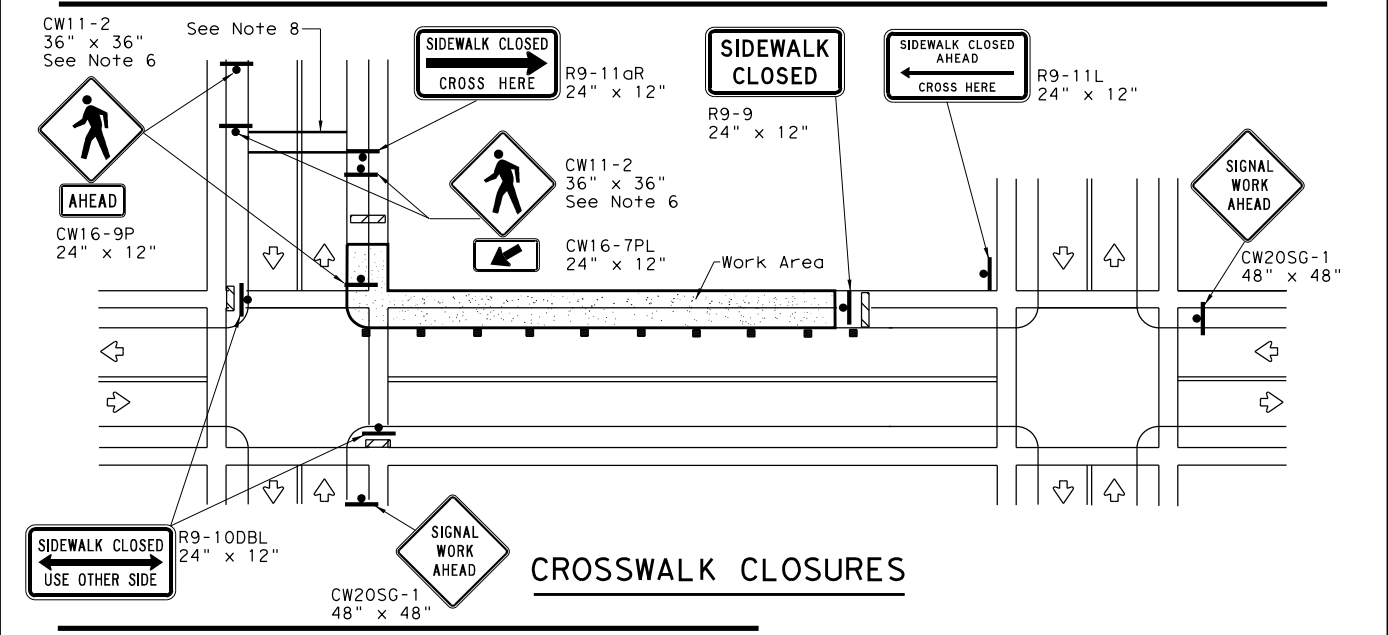 CW11-2
36" x 36"
See Note 6
See Note 8
AHEAD
CW16-9P
24" x 12"
SIDEWALK CLOSED
CROSS HERE
R9-11aR
24" x 12"
CW11-2
36" x 36"
See Note 6
CW16-7PL
24" x 12"
SIDEWALK
CLOSED
R9-9
24" x 12"
SIDEWALK CLOSED
AHEAD
CROSS HERE
R9-11L
24" x 12"
SIGNAL
WORK
AHEAD
CW20SG-1
48" x 48"
Work Area
SIDEWALK CLOSED
USE OTHER SIDE
R9-10DBL
24" x 12"
SIGNAL
WORK
AHEAD
CW20SG-1
48" x 48"
CROSSWALK CLOSURES